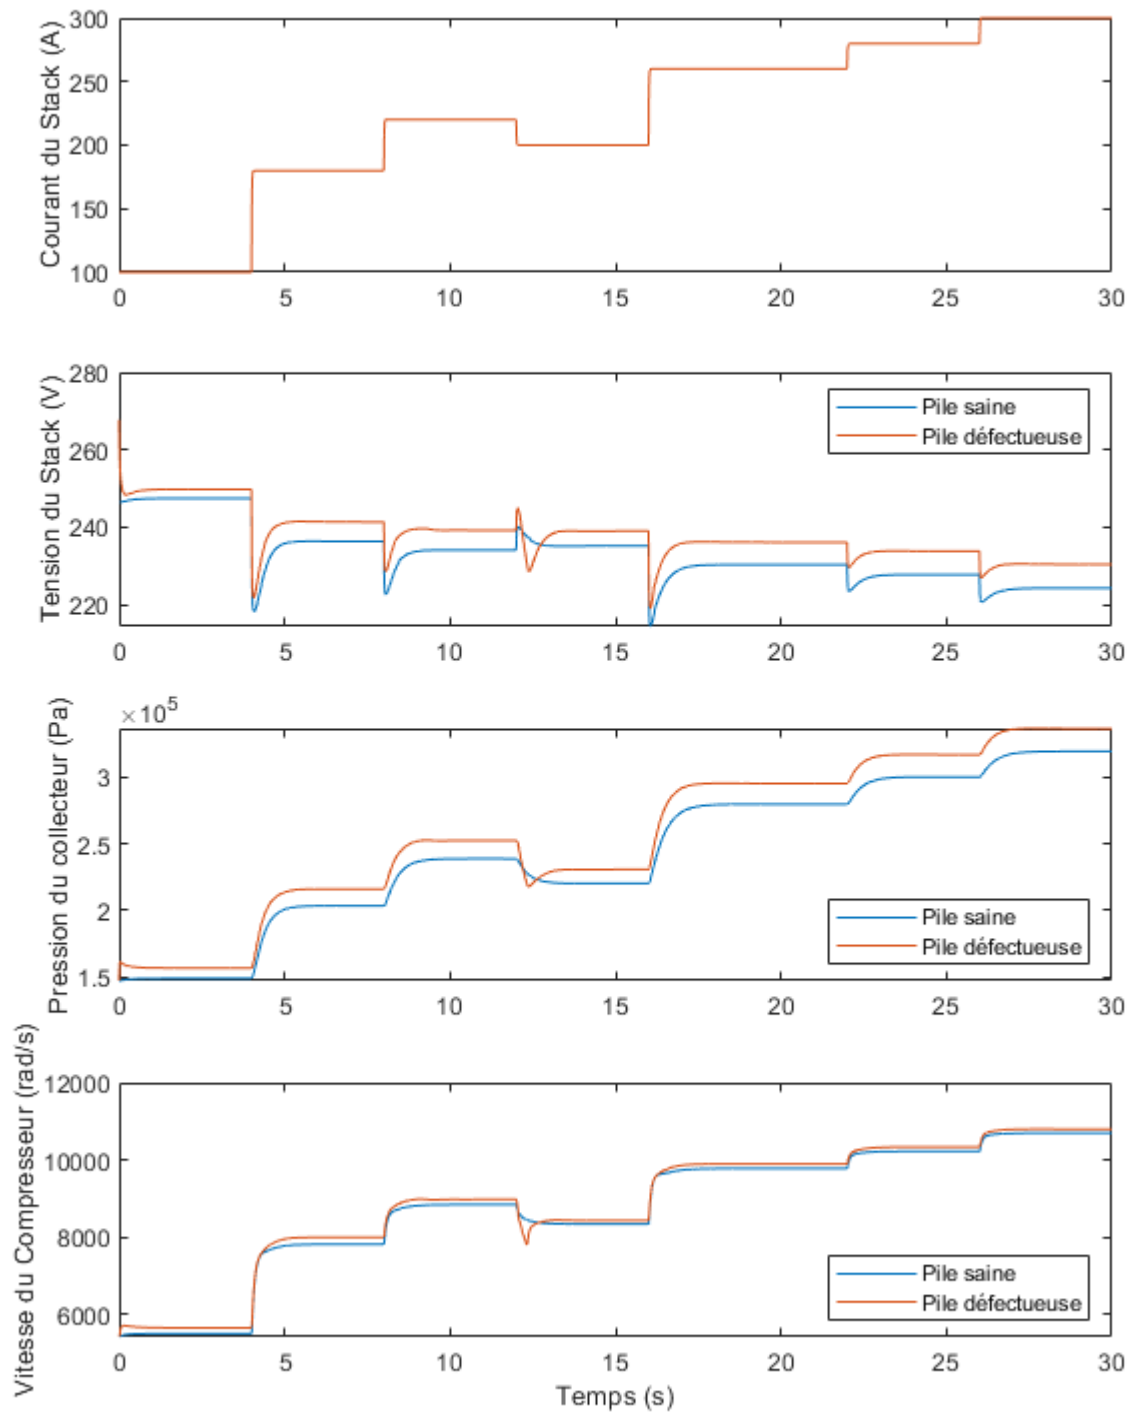 Courant du Stack (A)
300
250
200
150
100
0 5 10 15 20 25 30
Tension du Stack (V)
280
260
240
220
Pile saine
Pile défectueuse
0 5 10 15 20 25 30
Pression du collecteur (Pa)
×10^5
3
2.5
2
1.5
Pile saine
Pile défectueuse
0 5 10 15 20 25 30
Vitesse du Compresseur (rad/s)
12000
10000
8000
6000
Pile saine
Pile défectueuse
0 5 10 15 20 25 30
Temps (s)